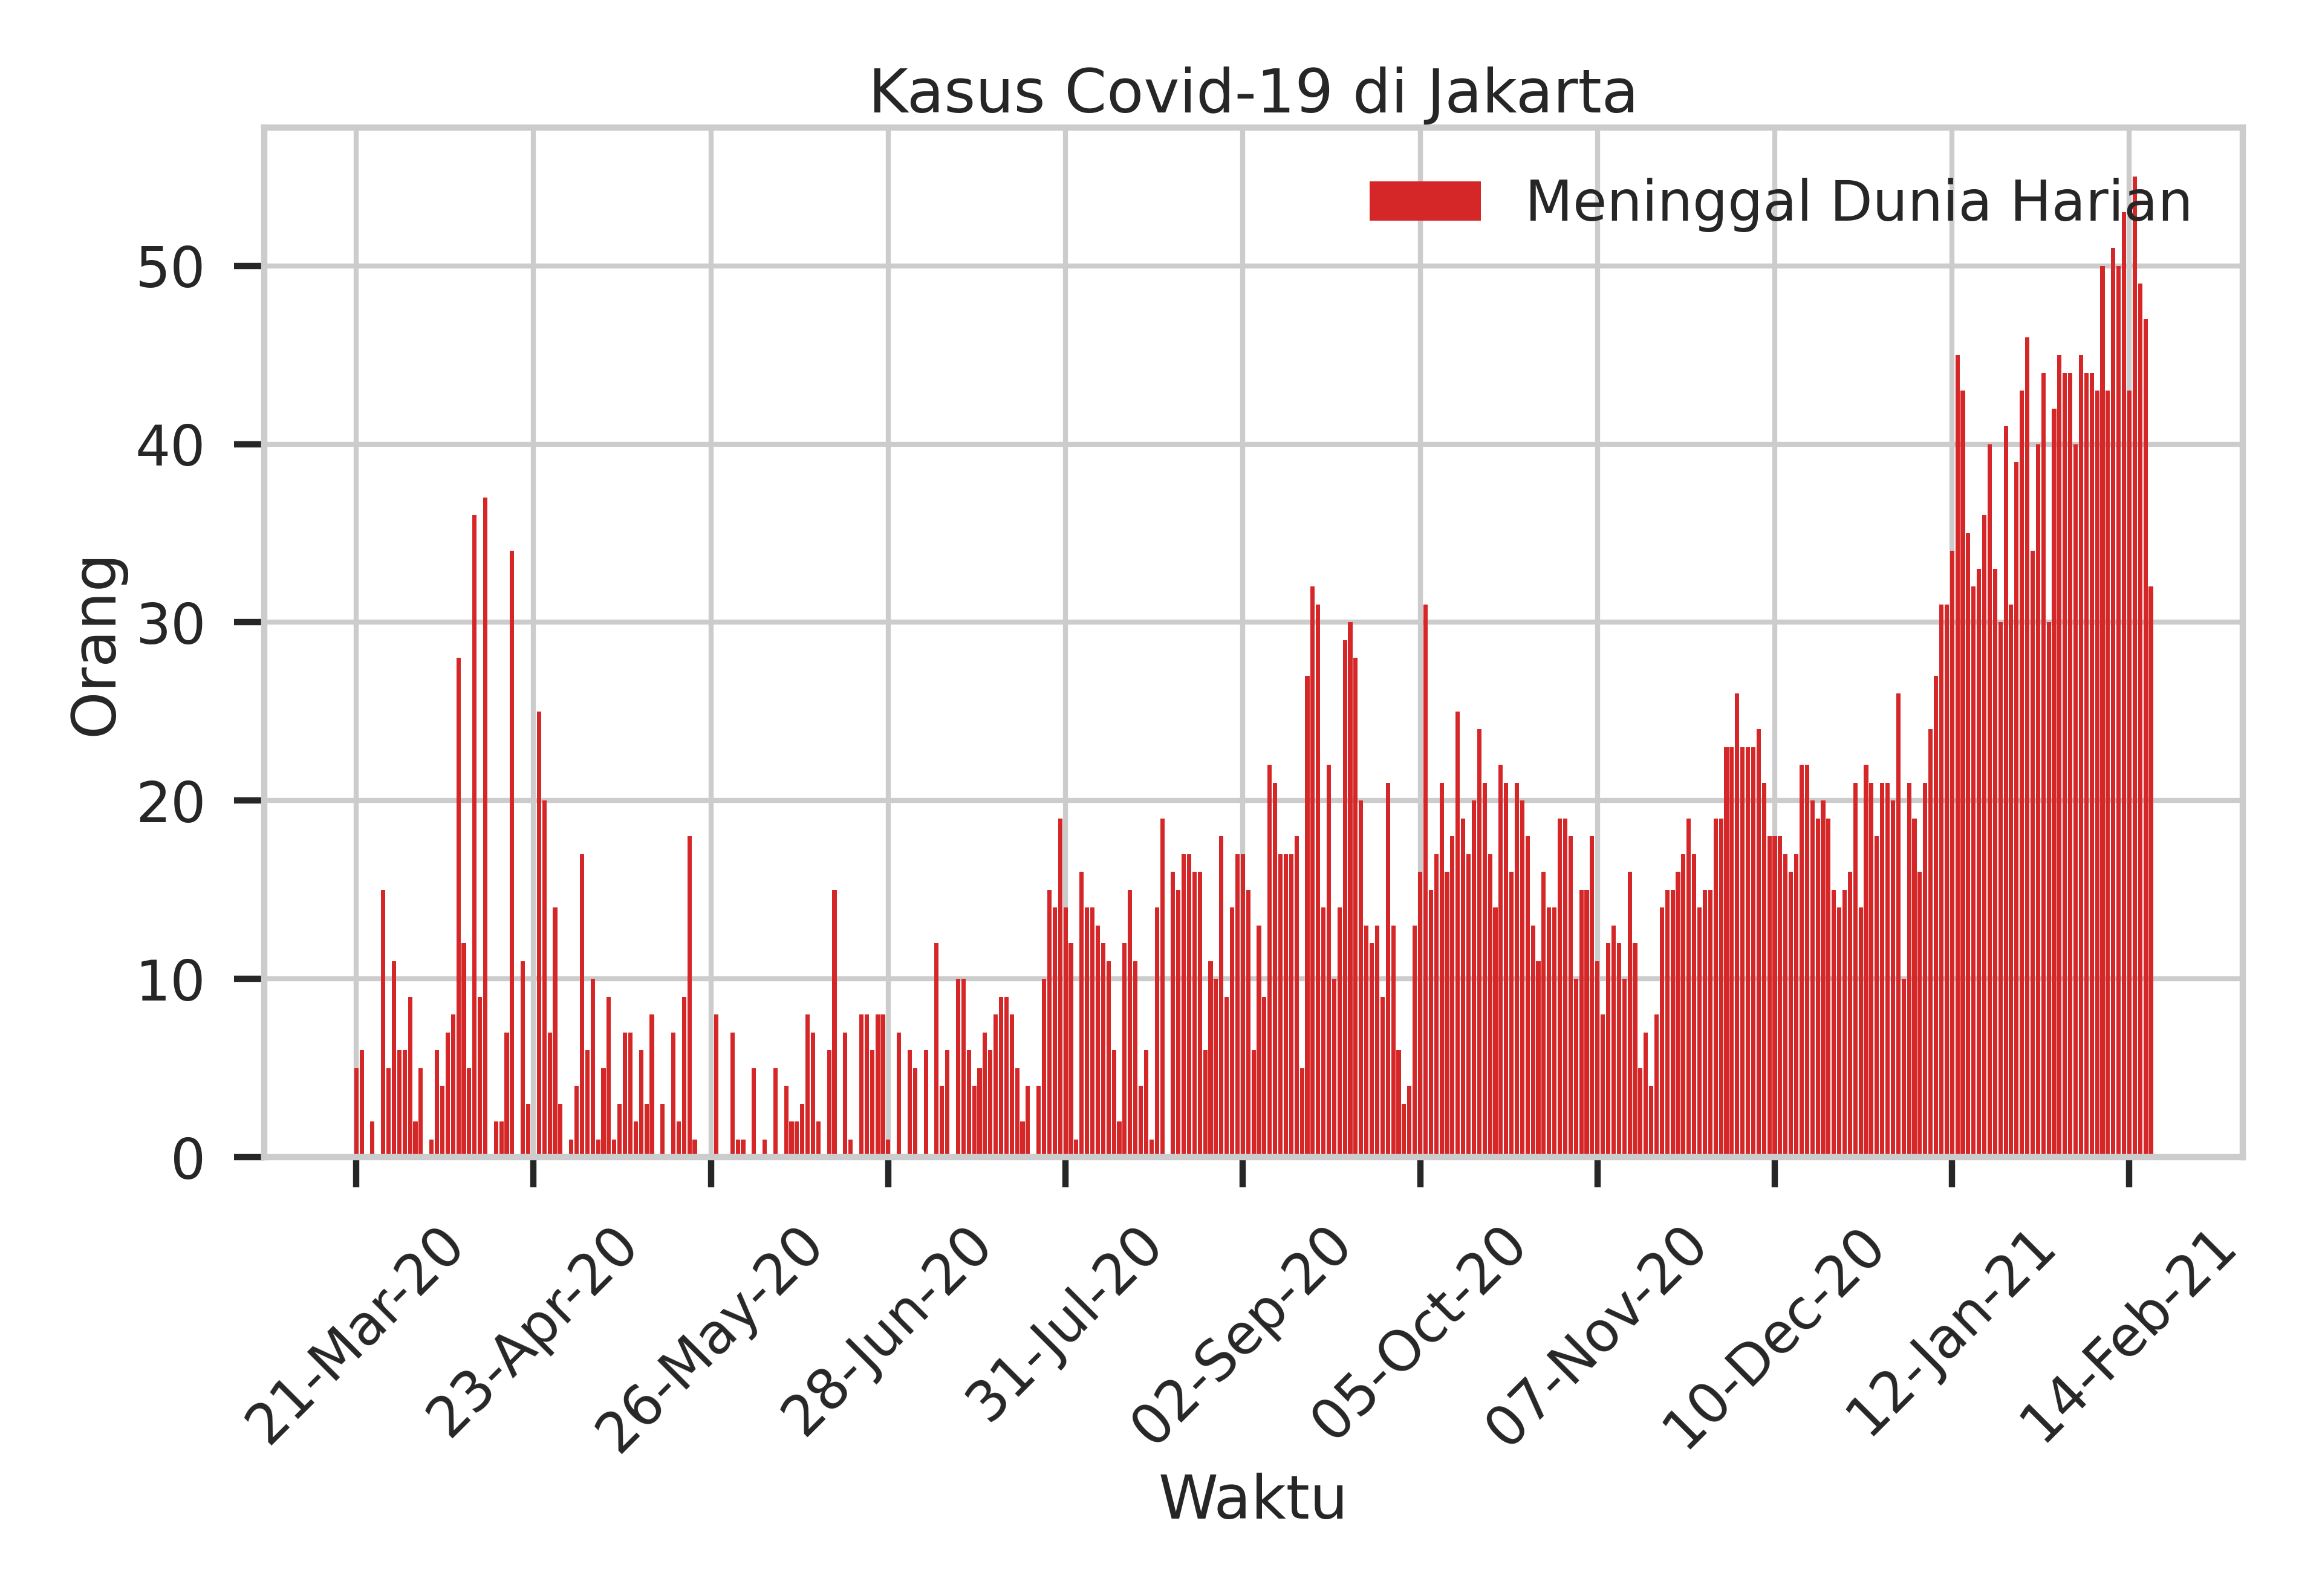 Kasus Covid-19 di Jakarta
Meninggal Dunia Harian
Orang
50
40
30
20
10
0
21-Mar-20
23-Apr-20
26-May-20
28-Jun-20
31-Jul-20
02-Sep-20
05-Oct-20
07-Nov-20
10-Dec-20
12-Jan-21
14-Feb-21
Waktu